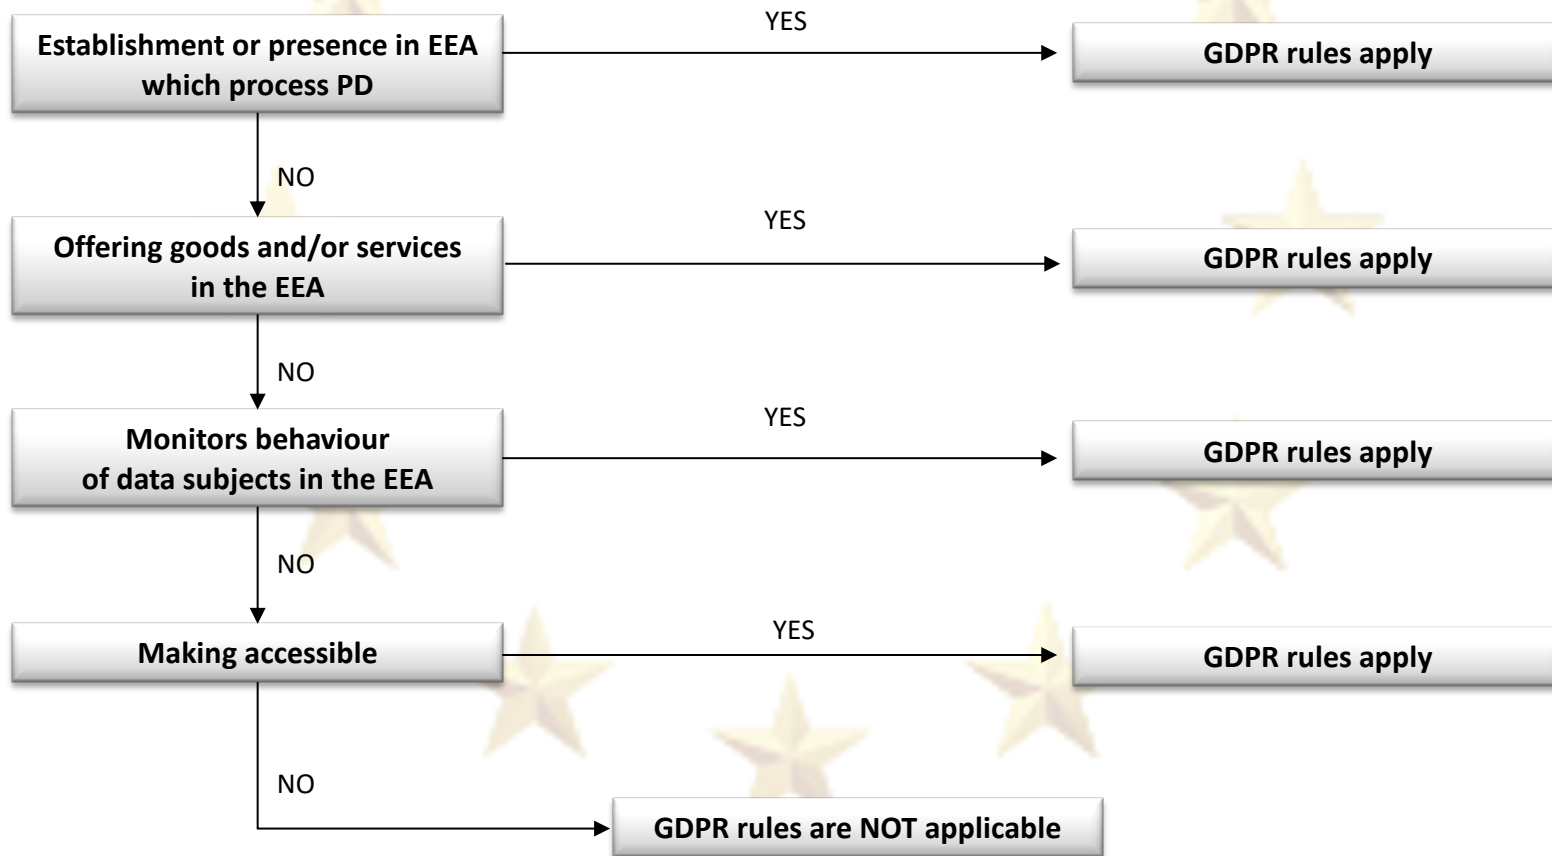 Establishment or presence in EEA
which process PD
YES
GDPR rules apply
NO
Offering goods and/or services
in the EEA
YES
GDPR rules apply
NO
Monitors behaviour
of data subjects in the EEA
YES
GDPR rules apply
NO
Making accessible
YES
GDPR rules apply
NO
GDPR rules are NOT applicable